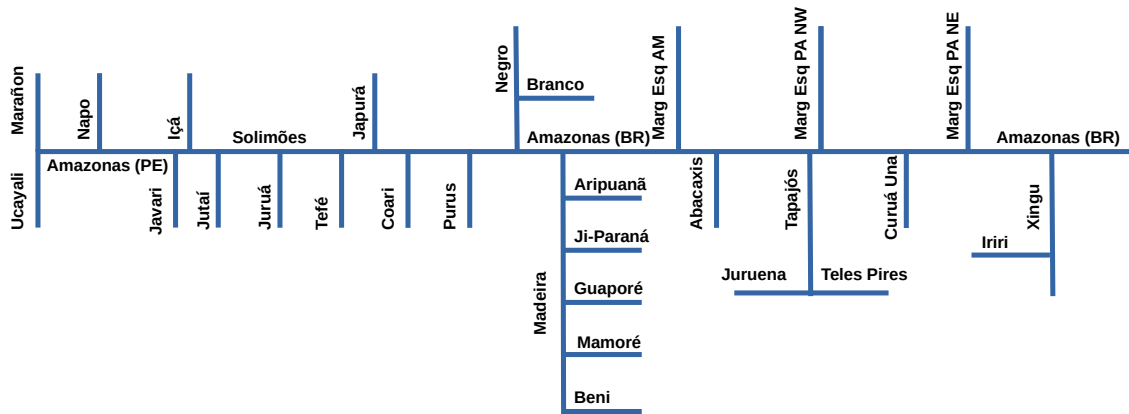 Marañon
Napo
Içá
Solimões
Japurá
Negro
Branco
Amazonas (BR)
Marg Esq AM
Marg Esq PA NW
Marg Esq PA NE
Amazonas (BR)
Ucayali
Amazonas (PE)
Javari
Jutaí
Juruá
Tefé
Coari
Purus
Madeira
Aripuanã
Ji-Paraná
Guaporé
Mamoré
Beni
Abacaxis
Tapajós
Juruena
Teles Pires
Curuá Una
Xingu
Iriri